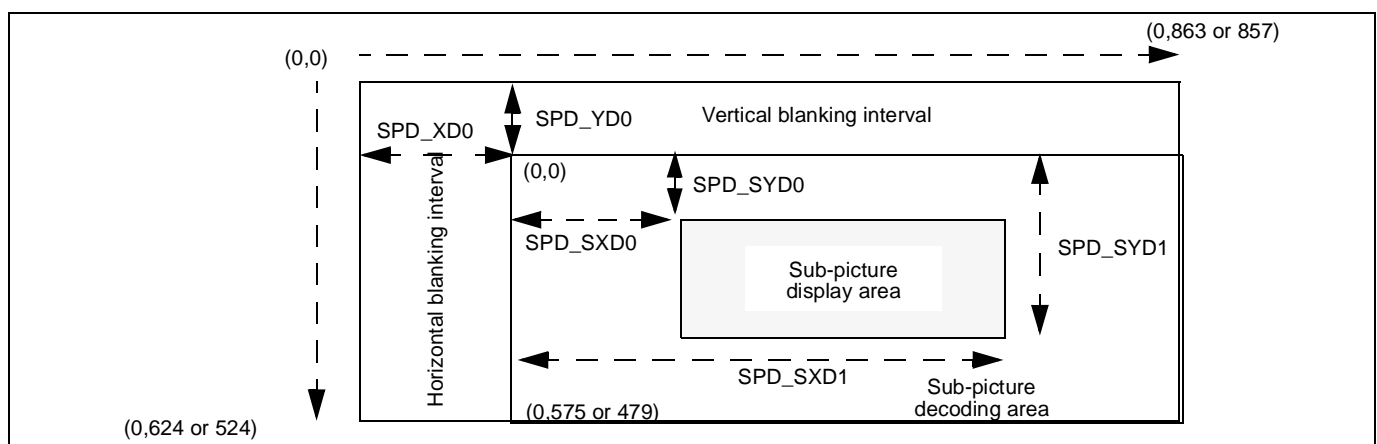 (0,863 or 857)
(0,0)
SPD_YD0
Vertical blanking interval
SPD_XD0
Horizontal blanking interval
(0,0)
SPD_SYD0
SPD_SXD0
SPD_SYD1
Sub-picture
display area
SPD_SXD1
Sub-picture
decoding area
(0,575 or 479)
(0,624 or 524)